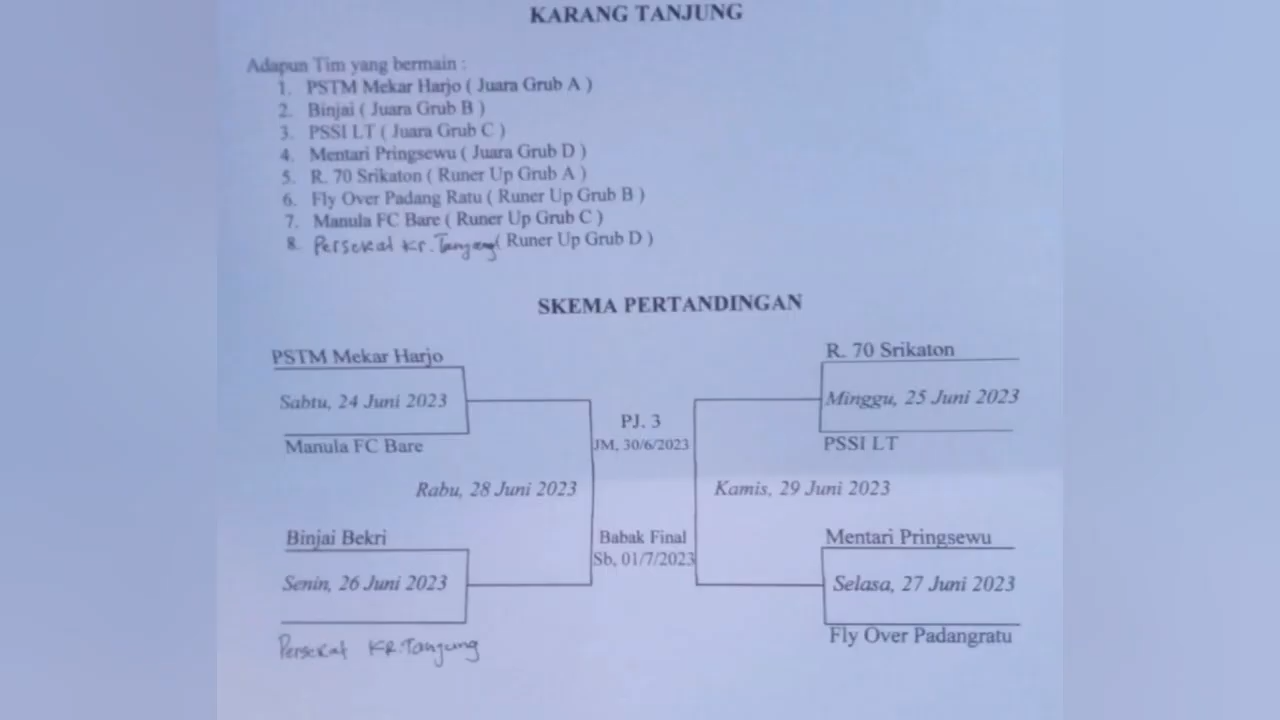 KARANG TANJUNG
Adapun Tim yang bermain :
1. PSTM Mekar Harjo ( Juara Grub A )
2. Binjai ( Juara Grub B )
3. PSSI LT ( Juara Grub C )
4. Mentari Pringsewu ( Juara Grub D )
5. R. 70 Srikaton ( Runer Up Grub A )
6. Fly Over Padang Ratu ( Runer Up Grub B )
7. Manula FC Bare ( Runer Up Grub C )
8. Persekat Kr. Tanjung ( Runer Up Grub D )
SKEMA PERTANDINGAN
PSTM Mekar Harjo
Sabtu, 24 Juni 2023
Manula FC Bare
Rabu, 28 Juni 2023
Binjai Bekri
Senin, 26 Juni 2023
Persekat KR.Tanjung
PJ. 3
JM, 30/6/2023
Babak Final
Sb, 01/7/2023
R. 70 Srikaton
Minggu, 25 Juni 2023
PSSI LT
Kamis, 29 Juni 2023
Mentari Pringsewu
Selasa, 27 Juni 2023
Fly Over Padangratu